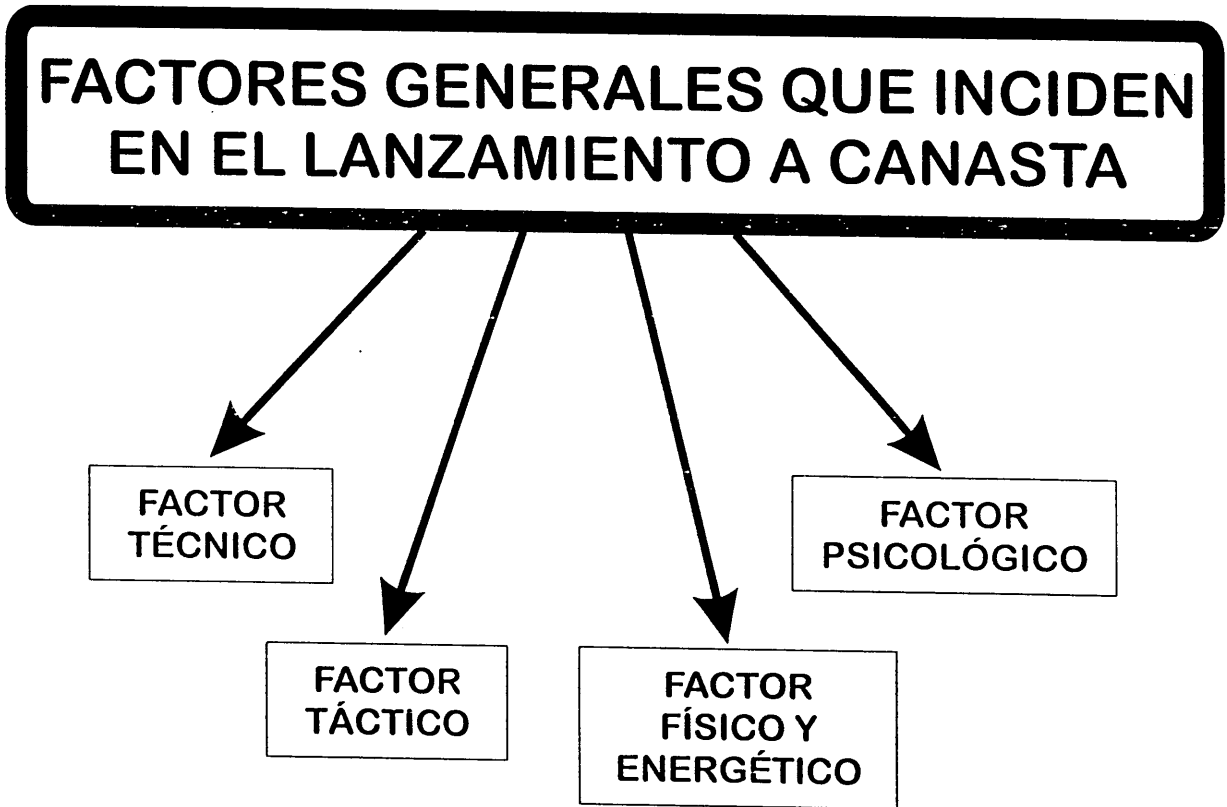 FACTORES GENERALES QUE INCIDEN
EN EL LANZAMIENTO A CANASTA
FACTOR
TÉCNICO
FACTOR
TÁCTICO
FACTOR
FÍSICO Y
ENERGÉTICO
FACTOR
PSICOLÓGICO